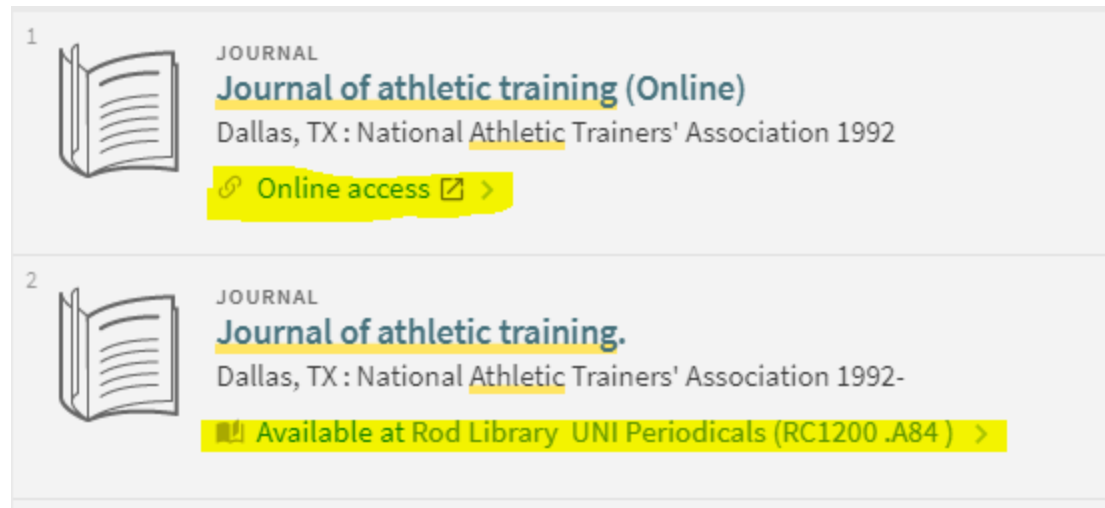 1
JOURNAL
Journal of athletic training (Online)
Dallas, TX : National Athletic Trainers' Association 1992
Online access
2
JOURNAL
Journal of athletic training.
Dallas, TX : National Athletic Trainers' Association 1992-
Available at Rod Library UNI Periodicals (RC1200 .A84 )